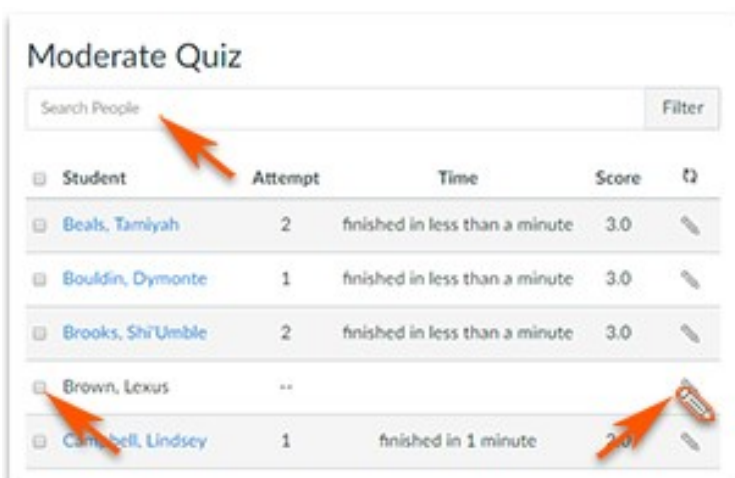 Moderate Quiz
Search People Filter
Student Attempt Time Score
Beals, Tamiyah 2 finished in less than a minute 3.0
Bouldin, Dymonte 1 finished in less than a minute 3.0
Brooks, Shi'Umble 2 finished in less than a minute 3.0
Brown, Lexus --
Campbell, Lindsey 1 finished in 1 minute 2.0